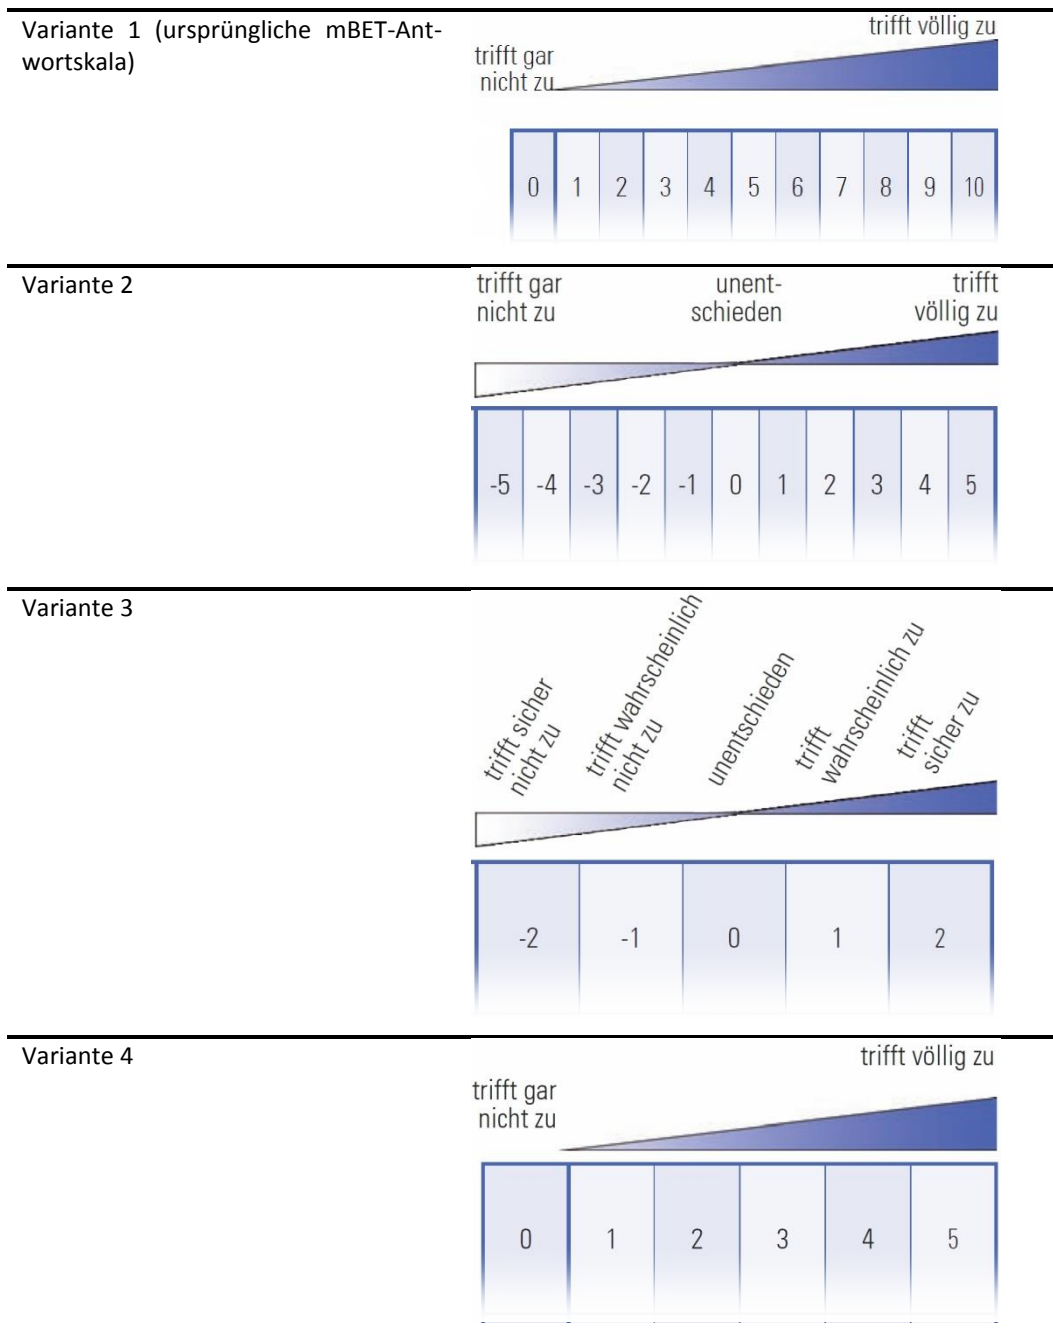 Variante 1 (ursprüngliche mBET-Ant-
wortskala)
trifft gar
nicht zu
trifft völlig zu
0 1 2 3 4 5 6 7 8 9 10
Variante 2
trifft gar
nicht zu
unent-
schieden
trifft
völlig zu
-5 -4 -3 -2 -1 0 1 2 3 4 5
Variante 3
trifft sicher
nicht zu
trifft wahrscheinlich
nicht zu
unentschieden
trifft
wahrscheinlich zu
trifft
sicher zu
-2 -1 0 1 2
Variante 4
trifft gar
nicht zu
trifft völlig zu
0 1 2 3 4 5